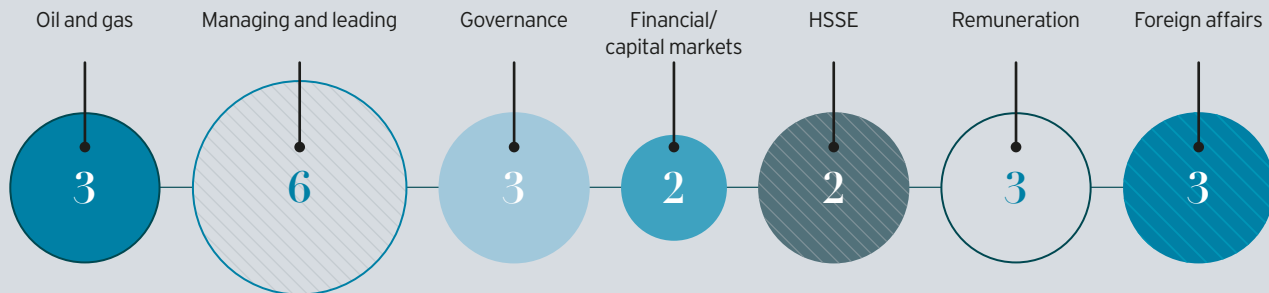 Oil and gas
Managing and leading
Governance
Financial/
capital markets
HSSE
Remuneration
Foreign affairs
3
6
3
2
2
3
3